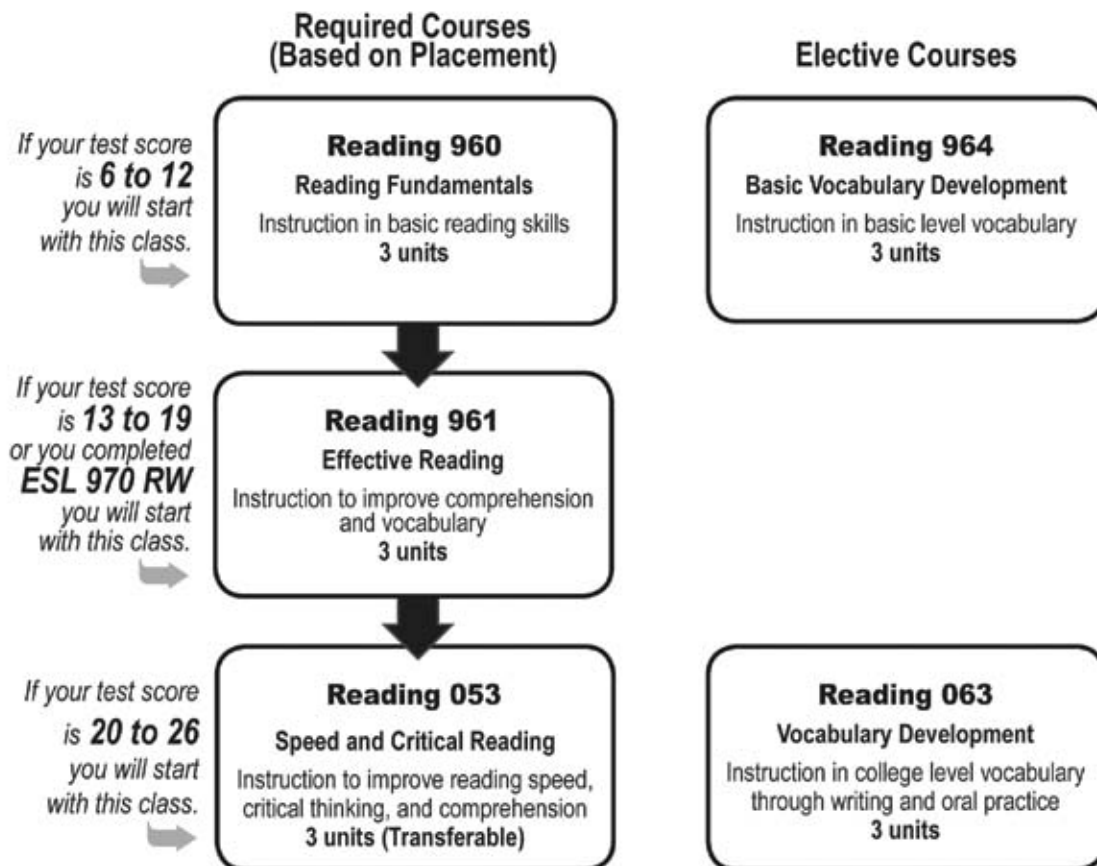 Required Courses
(Based on Placement)
Elective Courses
If your test score
is 6 to 12
you will start
with this class.
Reading 960
Reading Fundamentals
Instruction in basic reading skills
3 units
Reading 964
Basic Vocabulary Development
Instruction in basic level vocabulary
3 units
If your test score
is 13 to 19
or you completed
ESL 970 RW
you will start
with this class.
Reading 961
Effective Reading
Instruction to improve comprehension
and vocabulary
3 units
If your test score
is 20 to 26
you will start
with this class.
Reading 053
Speed and Critical Reading
Instruction to improve reading speed,
critical thinking, and comprehension
3 units (Transferable)
Reading 063
Vocabulary Development
Instruction in college level vocabulary
through writing and oral practice
3 units